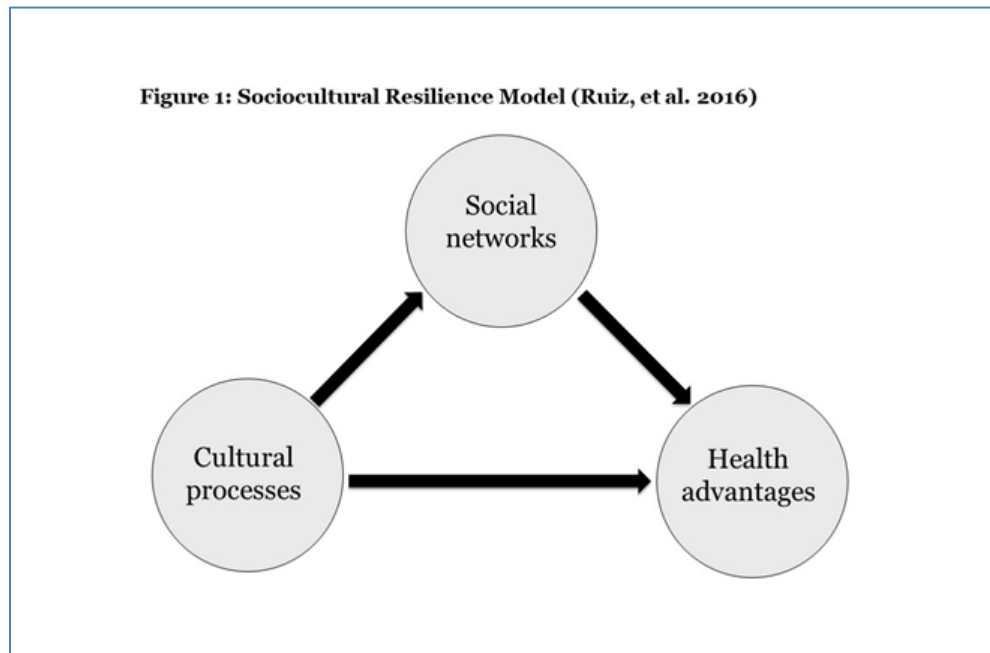 Figure 1: Sociocultural Resilience Model (Ruiz, et al. 2016)
Social
networks
Cultural
processes
Health
advantages